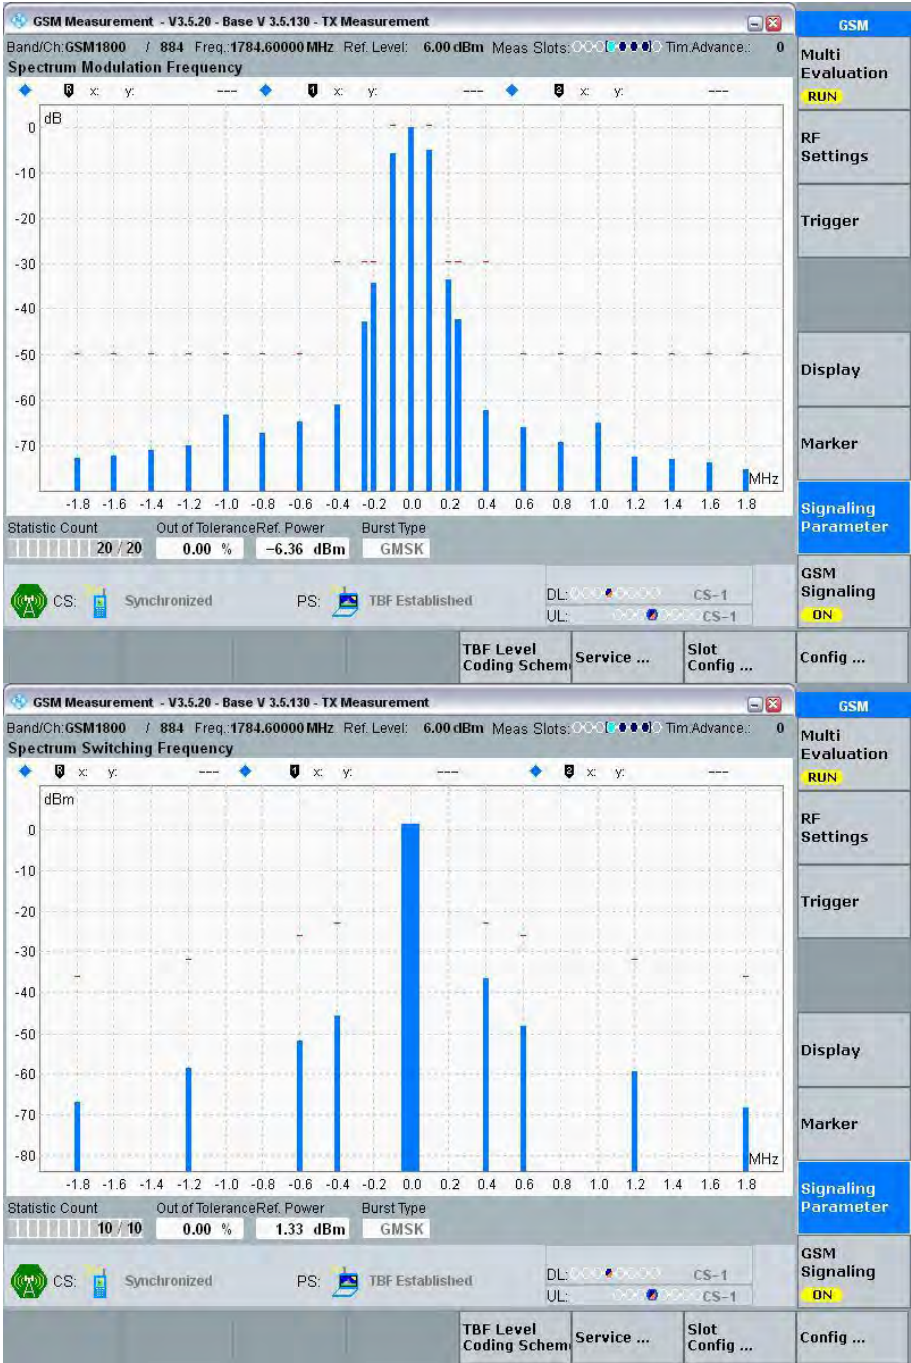 GSM Measurement - V3.5.20 - Base V 3.5.130 - TX Measurement
GSM
Band/Ch:GSM1800 / 884 Freq.:1784.60000 MHz Ref. Level: 6.00 dBm Meas Slots: Tim.Advance.: 0
Spectrum Modulation Frequency
R x: y: --- 1 x: y: --- 2 x: y: ---
dB
0
-10
-20
-30
-40
-50
-60
-70
MHz
-1.8 -1.6 -1.4 -1.2 -1.0 -0.8 -0.6 -0.4 -0.2 0.0 0.2 0.4 0.6 0.8 1.0 1.2 1.4 1.6 1.8
Statistic Count Out of Tolerance Ref. Power Burst Type
20 / 20 0.00 % -6.36 dBm GMSK
CS: Synchronized PS: TBF Established
DL: CS-1
UL: CS-1
Multi
Evaluation
RUN
RF
Settings
Trigger
Display
Marker
Signaling
Parameter
GSM
Signaling
ON
TBF Level
Coding Schem
Service ...
Slot
Config ...
Config ...
GSM Measurement - V3.5.20 - Base V 3.5.130 - TX Measurement
GSM
Band/Ch:GSM1800 / 884 Freq.:1784.60000 MHz Ref. Level: 6.00 dBm Meas Slots: Tim.Advance.: 0
Spectrum Switching Frequency
R x: y: --- 1 x: y: --- 2 x: y: ---
dBm
0
-10
-20
-30
-40
-50
-60
-70
-80
MHz
-1.8 -1.6 -1.4 -1.2 -1.0 -0.8 -0.6 -0.4 -0.2 0.0 0.2 0.4 0.6 0.8 1.0 1.2 1.4 1.6 1.8
Statistic Count Out of Tolerance Ref. Power Burst Type
10 / 10 0.00 % 1.33 dBm GMSK
CS: Synchronized PS: TBF Established
DL: CS-1
UL: CS-1
Multi
Evaluation
RUN
RF
Settings
Trigger
Display
Marker
Signaling
Parameter
GSM
Signaling
ON
TBF Level
Coding Schem
Service ...
Slot
Config ...
Config ...